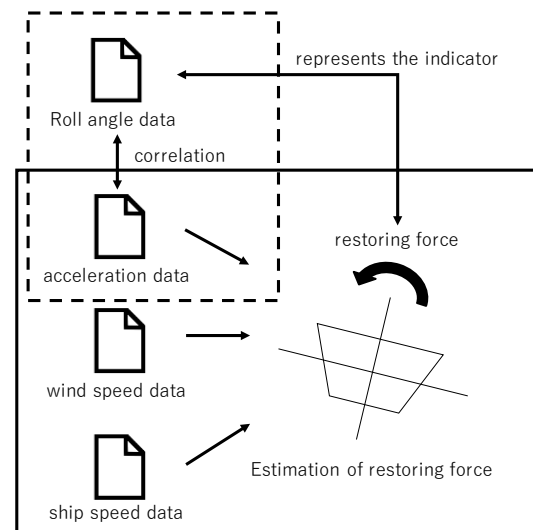 represents the indicator
Roll angle data
correlation
restoring force
acceleration data
wind speed data
Estimation of restoring force
ship speed data